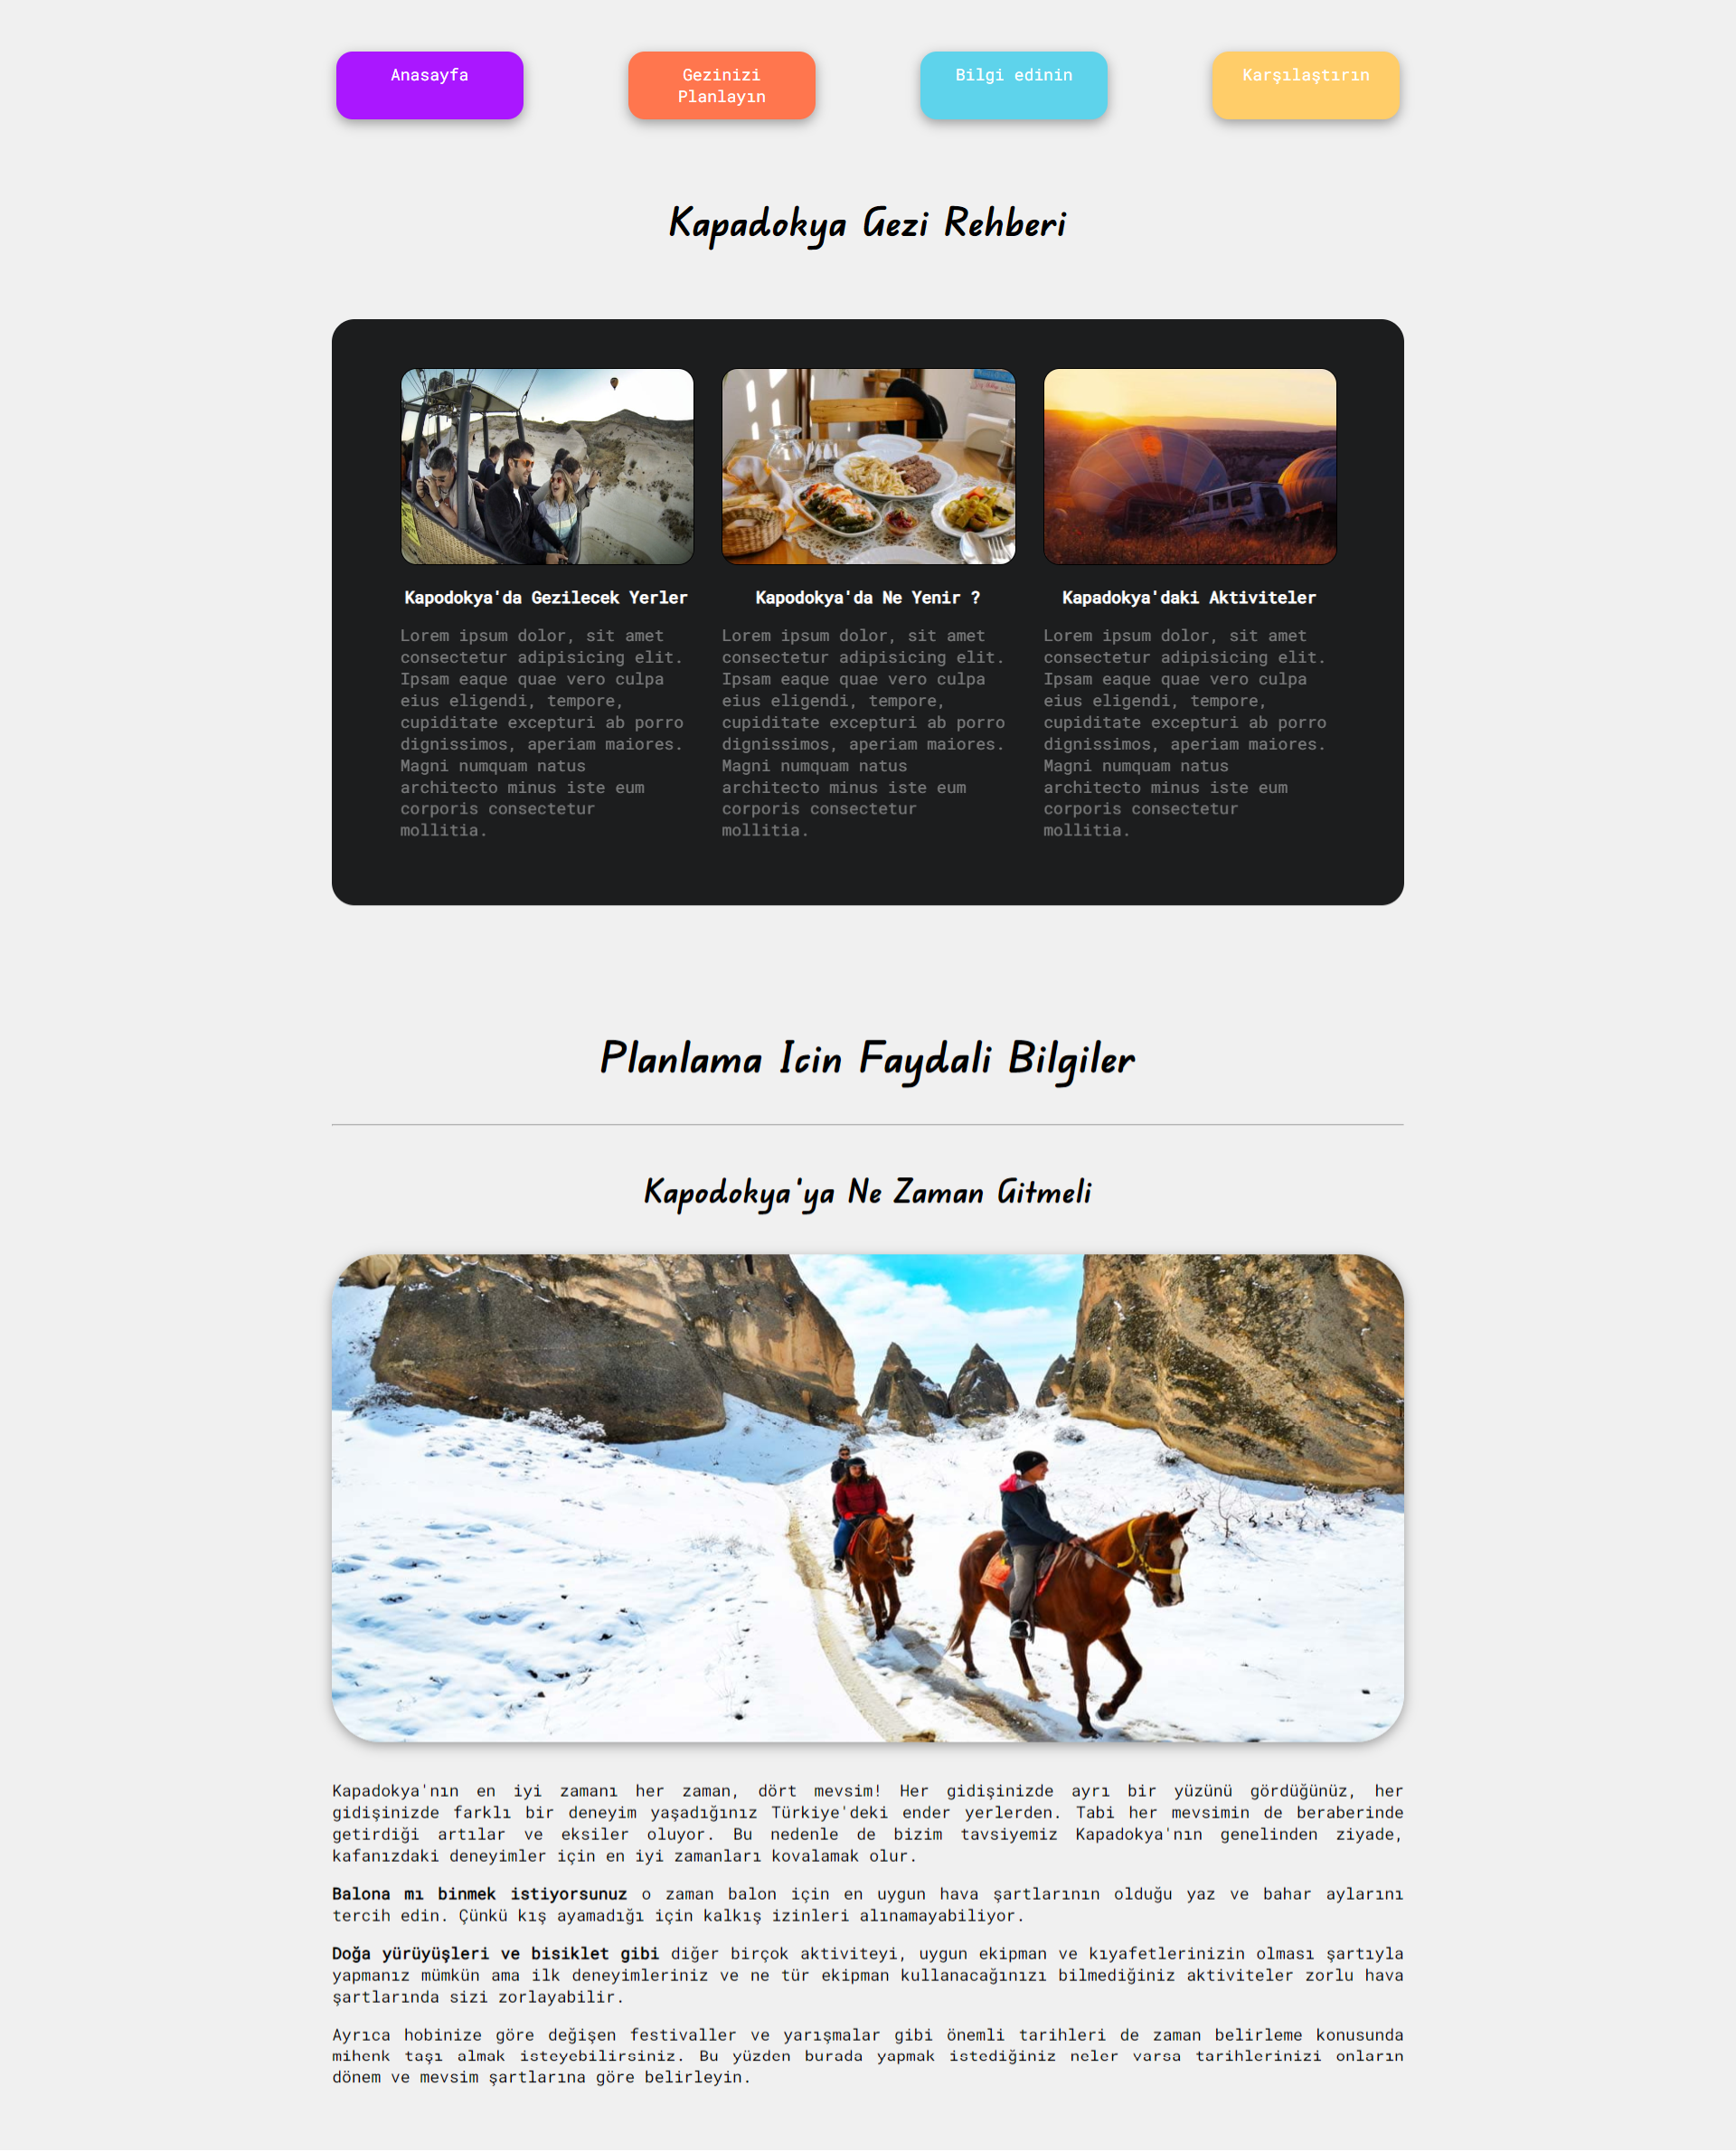 Anasayfa
Gezinizi
Planlayın
Bilgi edinin
Karşılaştırın
Kapadokya Gezi Rehberi
Kapodokya'da Gezilecek Yerler
Lorem ipsum dolor, sit amet
consectetur adipisicing elit.
Ipsam eaque quae vero culpa
eius eligendi, tempore,
cupiditate excepturi ab porro
dignissimos, aperiam maiores.
Magni numquam natus
architecto minus iste eum
corporis consectetur
mollitia.
Kapodokya'da Ne Yenir ?
Lorem ipsum dolor, sit amet
consectetur adipisicing elit.
Ipsam eaque quae vero culpa
eius eligendi, tempore,
cupiditate excepturi ab porro
dignissimos, aperiam maiores.
Magni numquam natus
architecto minus iste eum
corporis consectetur
mollitia.
Kapadokya'daki Aktiviteler
Lorem ipsum dolor, sit amet
consectetur adipisicing elit.
Ipsam eaque quae vero culpa
eius eligendi, tempore,
cupiditate excepturi ab porro
dignissimos, aperiam maiores.
Magni numquam natus
architecto minus iste eum
corporis consectetur
mollitia.
Planlama Icin Faydali Bilgiler
Kapodokya'ya Ne Zaman Gitmeli
Kapadokya'nın en iyi zamanı her zaman, dört mevsim! Her gidişinizde ayrı bir yüzünü gördüğünüz, her
gidişinizde farklı bir deneyim yaşadığınız Türkiye'deki ender yerlerden. Tabi her mevsimin de beraberinde
getirdiği artılar ve eksiler oluyor. Bu nedenle de bizim tavsiyemiz Kapadokya'nın genelinden ziyade,
kafanızdaki deneyimler için en iyi zamanları kovalamak olur.
Balona mı binmek istiyorsunuz o zaman balon için en uygun hava şartlarının olduğu yaz ve bahar aylarını
tercih edin. Çünkü kış ayamadığı için kalkış izinleri alınamayabiliyor.
Doğa yürüyüşleri ve bisiklet gibi diğer birçok aktiviteyi, uygun ekipman ve kıyafetlerinizin olması şartıyla
yapmanız mümkün ama ilk deneyimleriniz ve ne tür ekipman kullanacağınızı bilmediğiniz aktiviteler zorlu hava
şartlarında sizi zorlayabilir.
Ayrıca hobinize göre değişen festivaller ve yarışmalar gibi önemli tarihleri de zaman belirleme konusunda
mihenk taşı almak isteyebilirsiniz. Bu yüzden burada yapmak istediğiniz neler varsa tarihlerinizi onların
dönem ve mevsim şartlarına göre belirleyin.